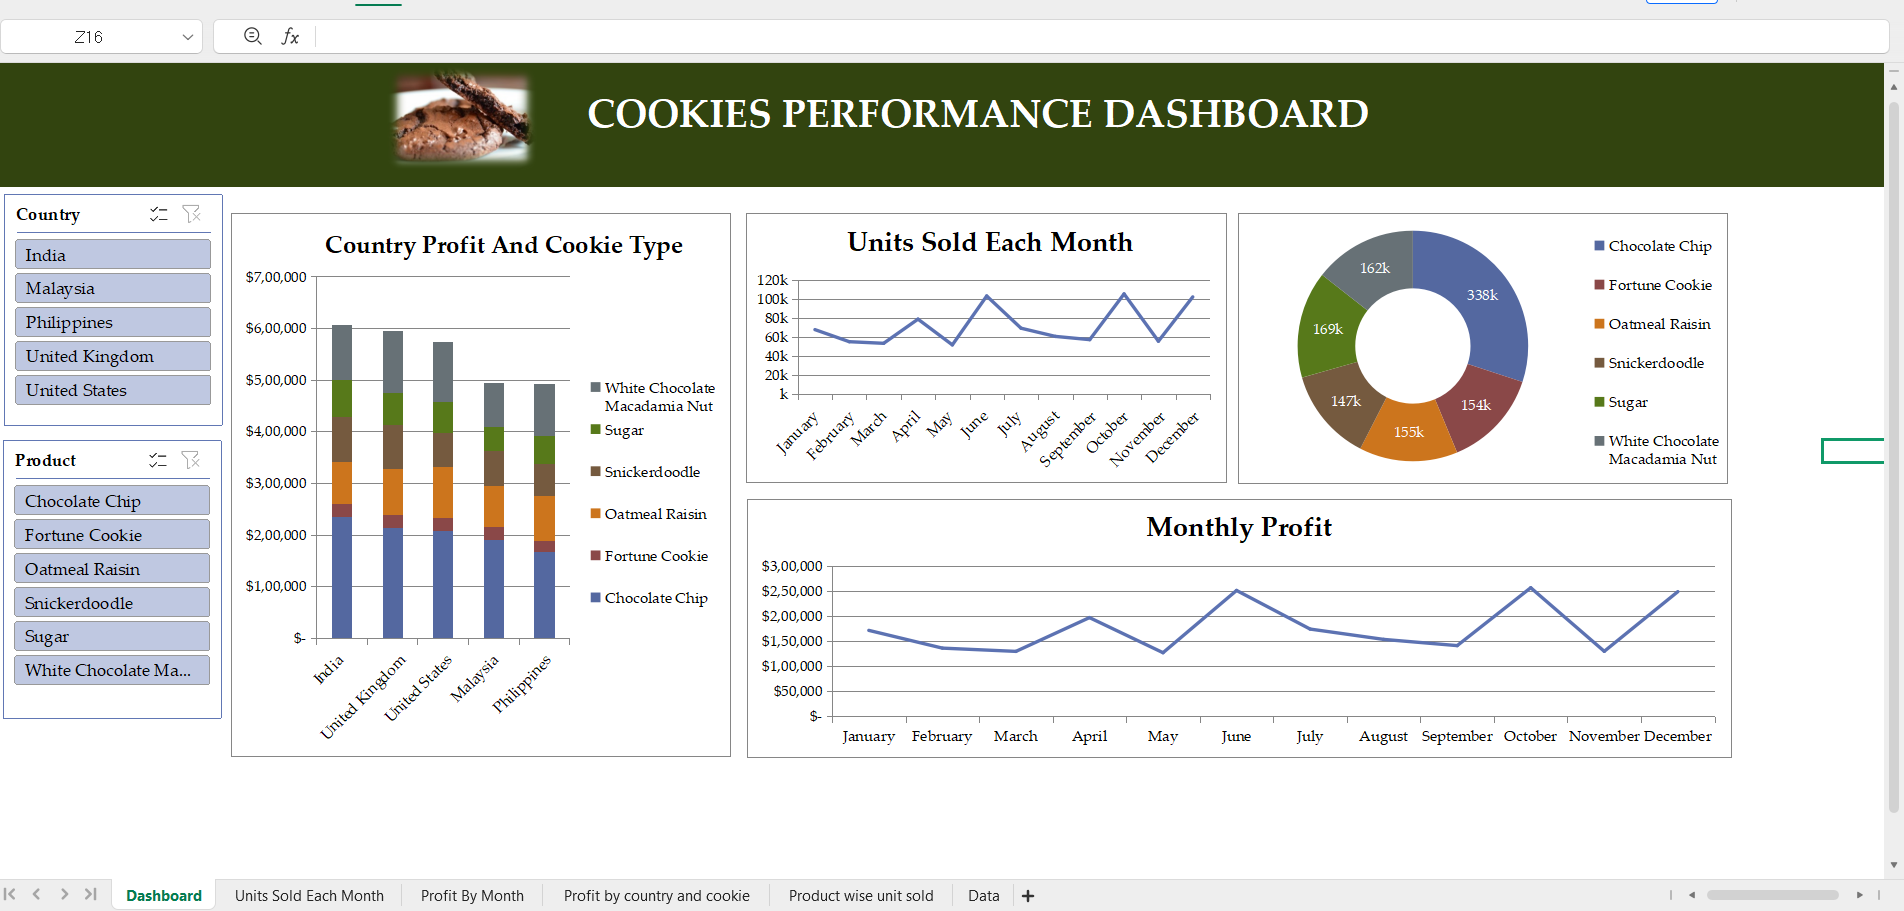 Z16
fx
COOKIES PERFORMANCE DASHBOARD
Country
India
Malaysia
Philippines
United Kingdom
United States
Product
Chocolate Chip
Fortune Cookie
Oatmeal Raisin
Snickerdoodle
Sugar
White Chocolate Ma...
Country Profit And Cookie Type
$7,00,000
$6,00,000
$5,00,000
$4,00,000
$3,00,000
$2,00,000
$1,00,000
$-
India
United Kingdom
United States
Malaysia
Philippines
White Chocolate
Macadamia Nut
Sugar
Snickerdoodle
Oatmeal Raisin
Fortune Cookie
Chocolate Chip
Units Sold Each Month
120k
100k
80k
60k
40k
20k
k
January
February
March
April
May
June
July
August
September
October
November
December
338k
154k
155k
147k
169k
162k
Chocolate Chip
Fortune Cookie
Oatmeal Raisin
Snickerdoodle
Sugar
White Chocolate
Macadamia Nut
Monthly Profit
$3,00,000
$2,50,000
$2,00,000
$1,50,000
$1,00,000
$50,000
$-
January February March April May June July August September October November December
Dashboard Units Sold Each Month Profit By Month Profit by country and cookie Product wise unit sold Data +